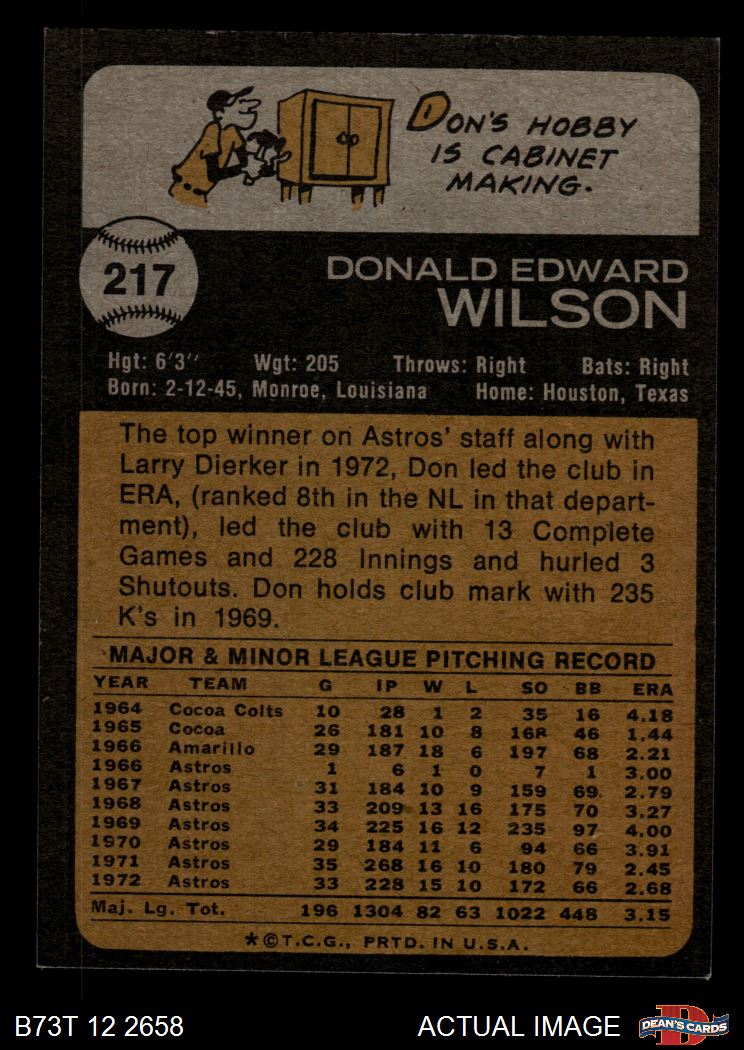 DON'S HOBBY
IS CABINET
MAKING.
217
DONALD EDWARD
WILSON
Hgt: 6'3" Wgt: 205 Throws: Right Bats: Right
Born: 2-12-45, Monroe, Louisiana Home: Houston, Texas
The top winner on Astros' staff along with
Larry Dierker in 1972, Don led the club in
ERA, (ranked 8th in the NL in that depart-
ment), led the club with 13 Complete
Games and 228 Innings and hurled 3
Shutouts. Don holds club mark with 235
K's in 1969.
MAJOR & MINOR LEAGUE PITCHING RECORD
YEAR TEAM G IP W L SO BB ERA
1964 Cocoa Colts 10 28 1 2 35 16 4.18
1965 Cocoa 26 181 10 8 168 46 1.44
1966 Amarillo 29 187 18 6 197 68 2.21
1966 Astros 1 6 1 0 7 1 3.00
1967 Astros 31 184 10 9 159 69 2.79
1968 Astros 33 209 13 16 175 70 3.27
1969 Astros 34 225 16 12 235 97 4.00
1970 Astros 29 184 11 6 94 66 3.91
1971 Astros 35 268 16 10 180 79 2.45
1972 Astros 33 228 15 10 172 66 2.68
Maj. Lg. Tot. 196 1304 82 63 1022 448 3.15
*©T.C.G., PRTD. IN U.S.A.
B73T 12 2658 ACTUAL IMAGE DEAN'S CARDS